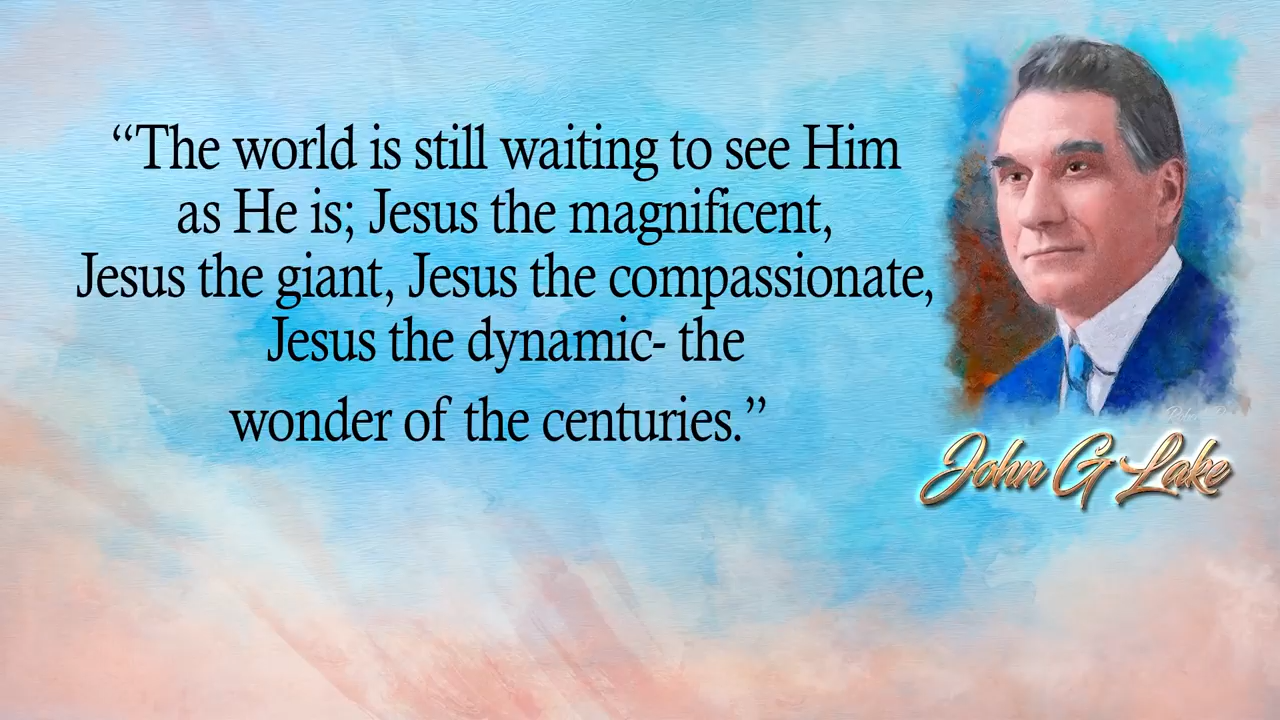 “The world is still waiting to see Him
as He is; Jesus the magnificent,
Jesus the giant, Jesus the compassionate,
Jesus the dynamic- the
wonder of the centuries.”
John G Lake